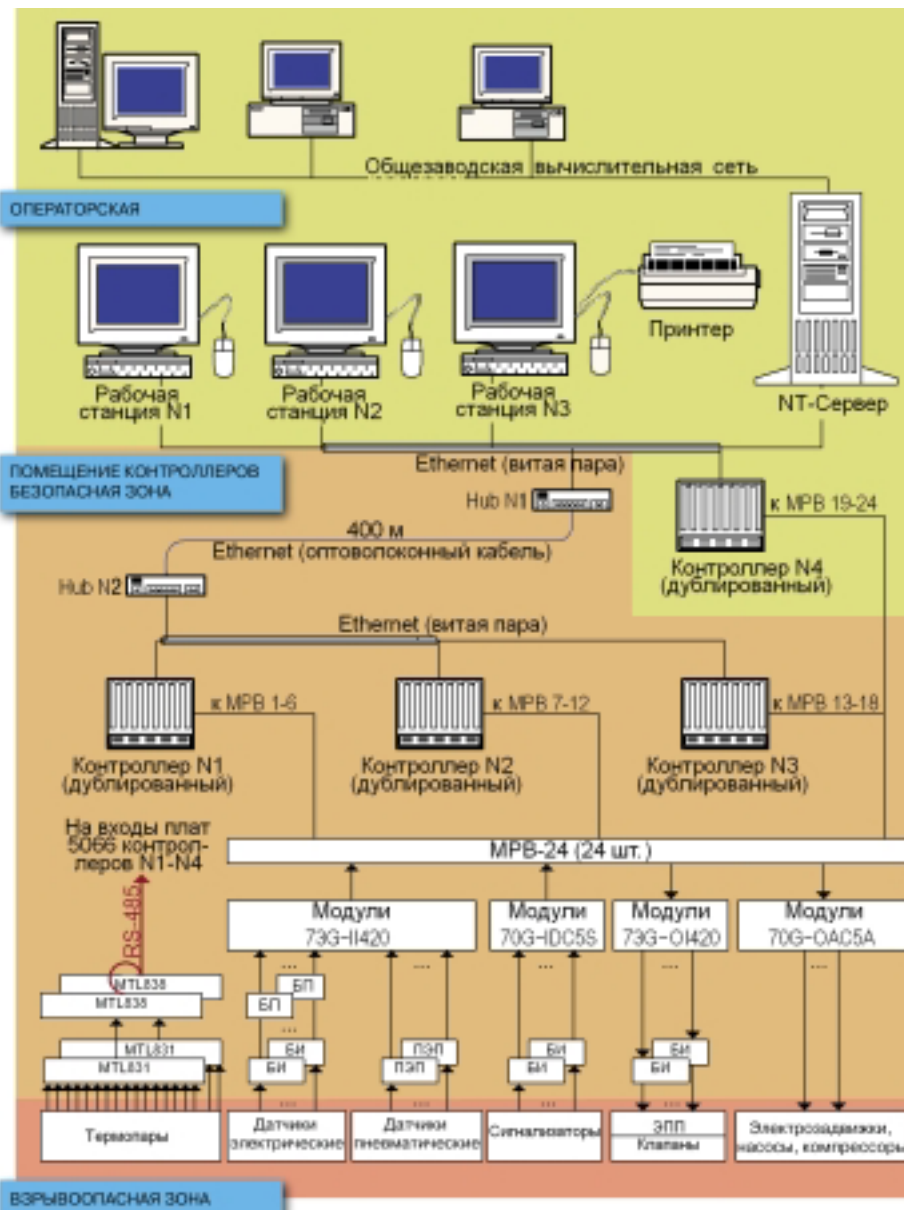 Общезаводская вычислительная сеть
ОПЕРАТОРСКАЯ
Принтер
Рабочая
станция N1
Рабочая
станция N2
Рабочая
станция N3
NT-Сервер
ПОМЕЩЕНИЕ КОНТРОЛЛЕРОВ
БЕЗОПАСНАЯ ЗОНА
Ethernet (витая пара)
Hub N1
к МРВ 19-24
400 м
Ethernet (оптоволоконный кабель)
Контроллер N4
(дублированный)
Hub N2
Ethernet (витая пара)
к МРВ 1-6
к МРВ 7-12
к МРВ 13-18
Контроллер N1
(дублированный)
Контроллер N2
(дублированный)
Контроллер N3
(дублированный)
На входы плат
5066 контрол-
леров N1-N4
МРВ-24 (24 шт.)
RS-485
Модули
73G-II420
Модули
70G-IDC5S
Модули
73G-OI420
Модули
70G-OAC5A
...
...
...
...
...
MTL838
MTL838
БП
БП
...
...
...
...
MTL831
MTL831
БИ
БИ
ПЭП
ПЭП
БИ
БИ
БИ
БИ
...
...
...
...
Термопары
Датчики
электрические
Датчики
пневматические
Сигнализаторы
ЭПП
Клапаны
Электрозадвижки,
насосы, компрессоры
ВЗРЫВООПАСНАЯ ЗОНА